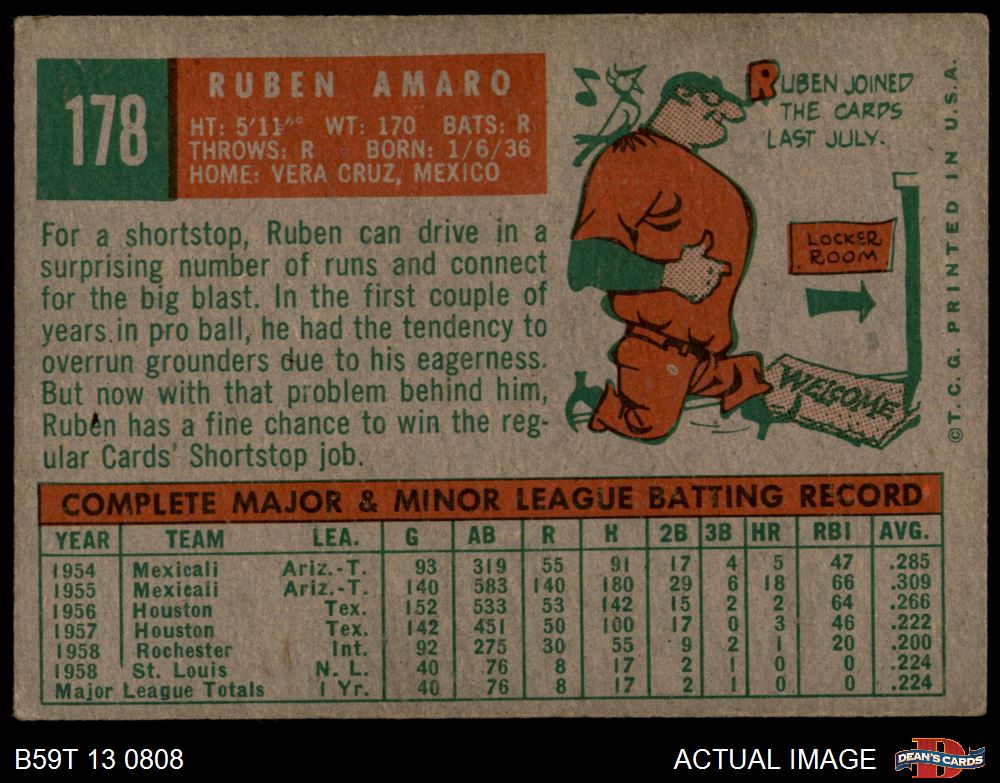 178
RUBEN AMARO
HT: 5'11" WT: 170 BATS: R
THROWS: R BORN: 1/6/36
HOME: VERA CRUZ, MEXICO
RUBEN JOINED
THE CARDS
LAST JULY.
LOCKER
ROOM
WELCOME
©T. C. G. PRINTED IN U.S.A.
For a shortstop, Ruben can drive in a
surprising number of runs and connect
for the big blast. In the first couple of
years in pro ball, he had the tendency to
overrun grounders due to his eagerness.
But now with that problem behind him,
Ruben has a fine chance to win the reg-
ular Cards' Shortstop job.
COMPLETE MAJOR & MINOR LEAGUE BATTING RECORD
YEAR TEAM LEA. G AB R H 2B 3B HR RBI AVG.
1954 Mexicali Ariz.-T. 93 319 55 91 17 4 5 47 .285
1955 Mexicali Ariz.-T. 140 583 140 180 29 6 18 66 .309
1956 Houston Tex. 152 533 53 142 15 2 2 64 .266
1957 Houston Tex. 142 451 50 100 17 0 3 46 .222
1958 Rochester Int. 92 275 30 55 9 2 1 20 .200
1958 St. Louis N. L. 40 76 8 17 2 1 0 0 .224
Major League Totals 1 Yr. 40 76 8 17 2 1 0 0 .224
B59T 13 0808
ACTUAL IMAGE
DEAN'S CARDS